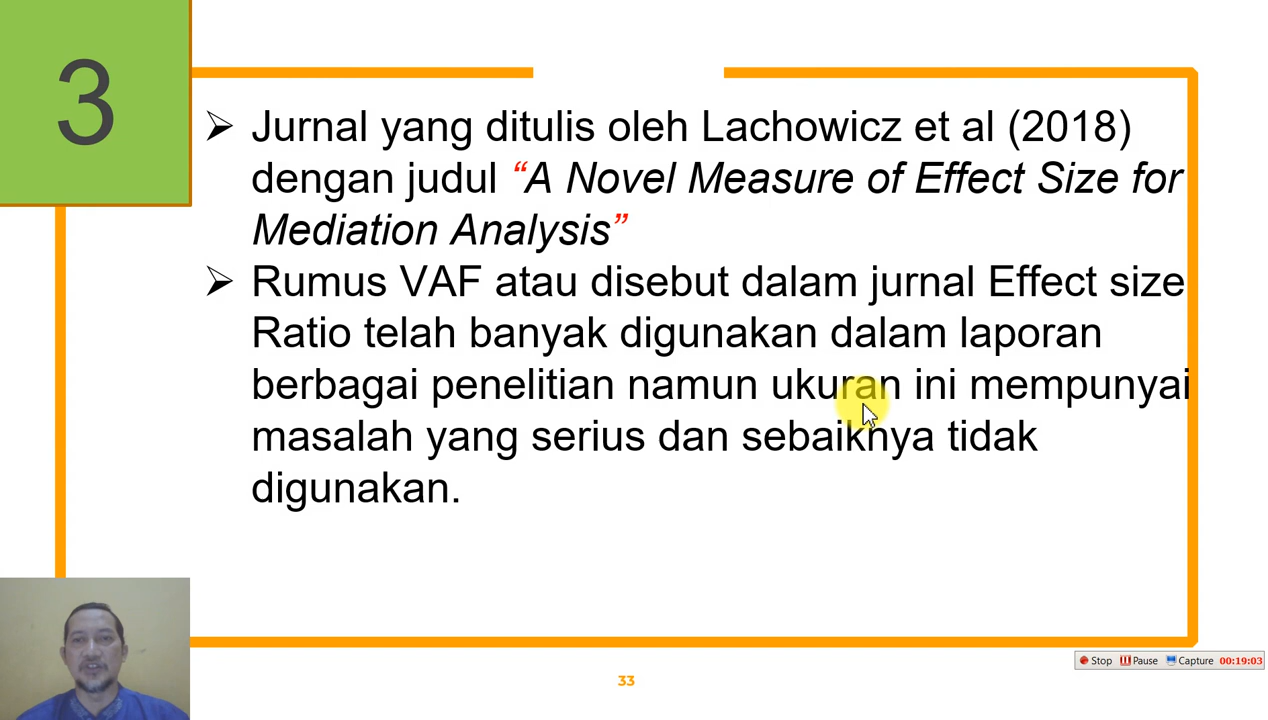 3
➢ Jurnal yang ditulis oleh Lachowicz et al (2018)
dengan judul “A Novel Measure of Effect Size for
Mediation Analysis”
➢ Rumus VAF atau disebut dalam jurnal Effect size
Ratio telah banyak digunakan dalam laporan
berbagai penelitian namun ukuran ini mempunyai
masalah yang serius dan sebaiknya tidak
digunakan.
Stop Pause Capture 00:19:03
33